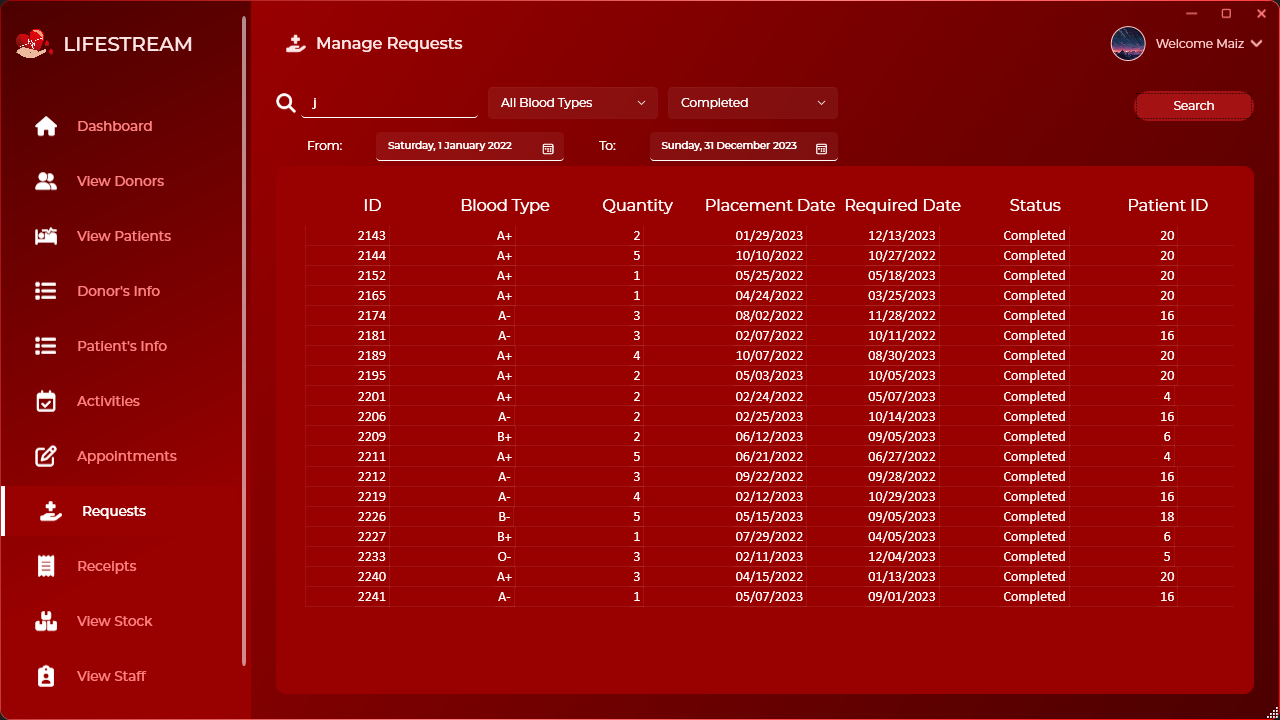 LIFESTREAM
Manage Requests
Welcome Maiz
Dashboard
View Donors
View Patients
Donor's Info
Patient's Info
Activities
Appointments
Requests
Receipts
View Stock
View Staff
j
All Blood Types
Completed
Search
From:
Saturday, 1 January 2022
To:
Sunday, 31 December 2023
ID Blood Type Quantity Placement Date Required Date Status Patient ID
2143 A+ 2 01/29/2023 12/13/2023 Completed 20
2144 A+ 5 10/10/2022 10/27/2022 Completed 20
2152 A+ 1 05/25/2022 05/18/2023 Completed 20
2165 A+ 1 04/24/2022 03/25/2023 Completed 20
2174 A- 3 08/02/2022 11/28/2022 Completed 16
2181 A- 3 02/07/2022 10/11/2022 Completed 16
2189 A+ 4 10/07/2022 08/30/2023 Completed 20
2195 A+ 2 05/03/2023 10/05/2023 Completed 20
2201 A+ 2 02/24/2022 05/07/2023 Completed 4
2206 A- 2 02/25/2023 10/14/2023 Completed 16
2209 B+ 2 06/12/2023 09/05/2023 Completed 6
2211 A+ 5 06/21/2022 06/27/2022 Completed 4
2212 A- 3 09/22/2022 09/28/2022 Completed 16
2219 A- 4 02/12/2023 10/29/2023 Completed 16
2226 B- 5 05/15/2023 09/05/2023 Completed 18
2227 B+ 1 07/29/2022 04/05/2023 Completed 6
2233 O- 3 02/11/2023 12/04/2023 Completed 5
2240 A+ 3 04/15/2022 01/13/2023 Completed 20
2241 A- 1 05/07/2023 09/01/2023 Completed 16